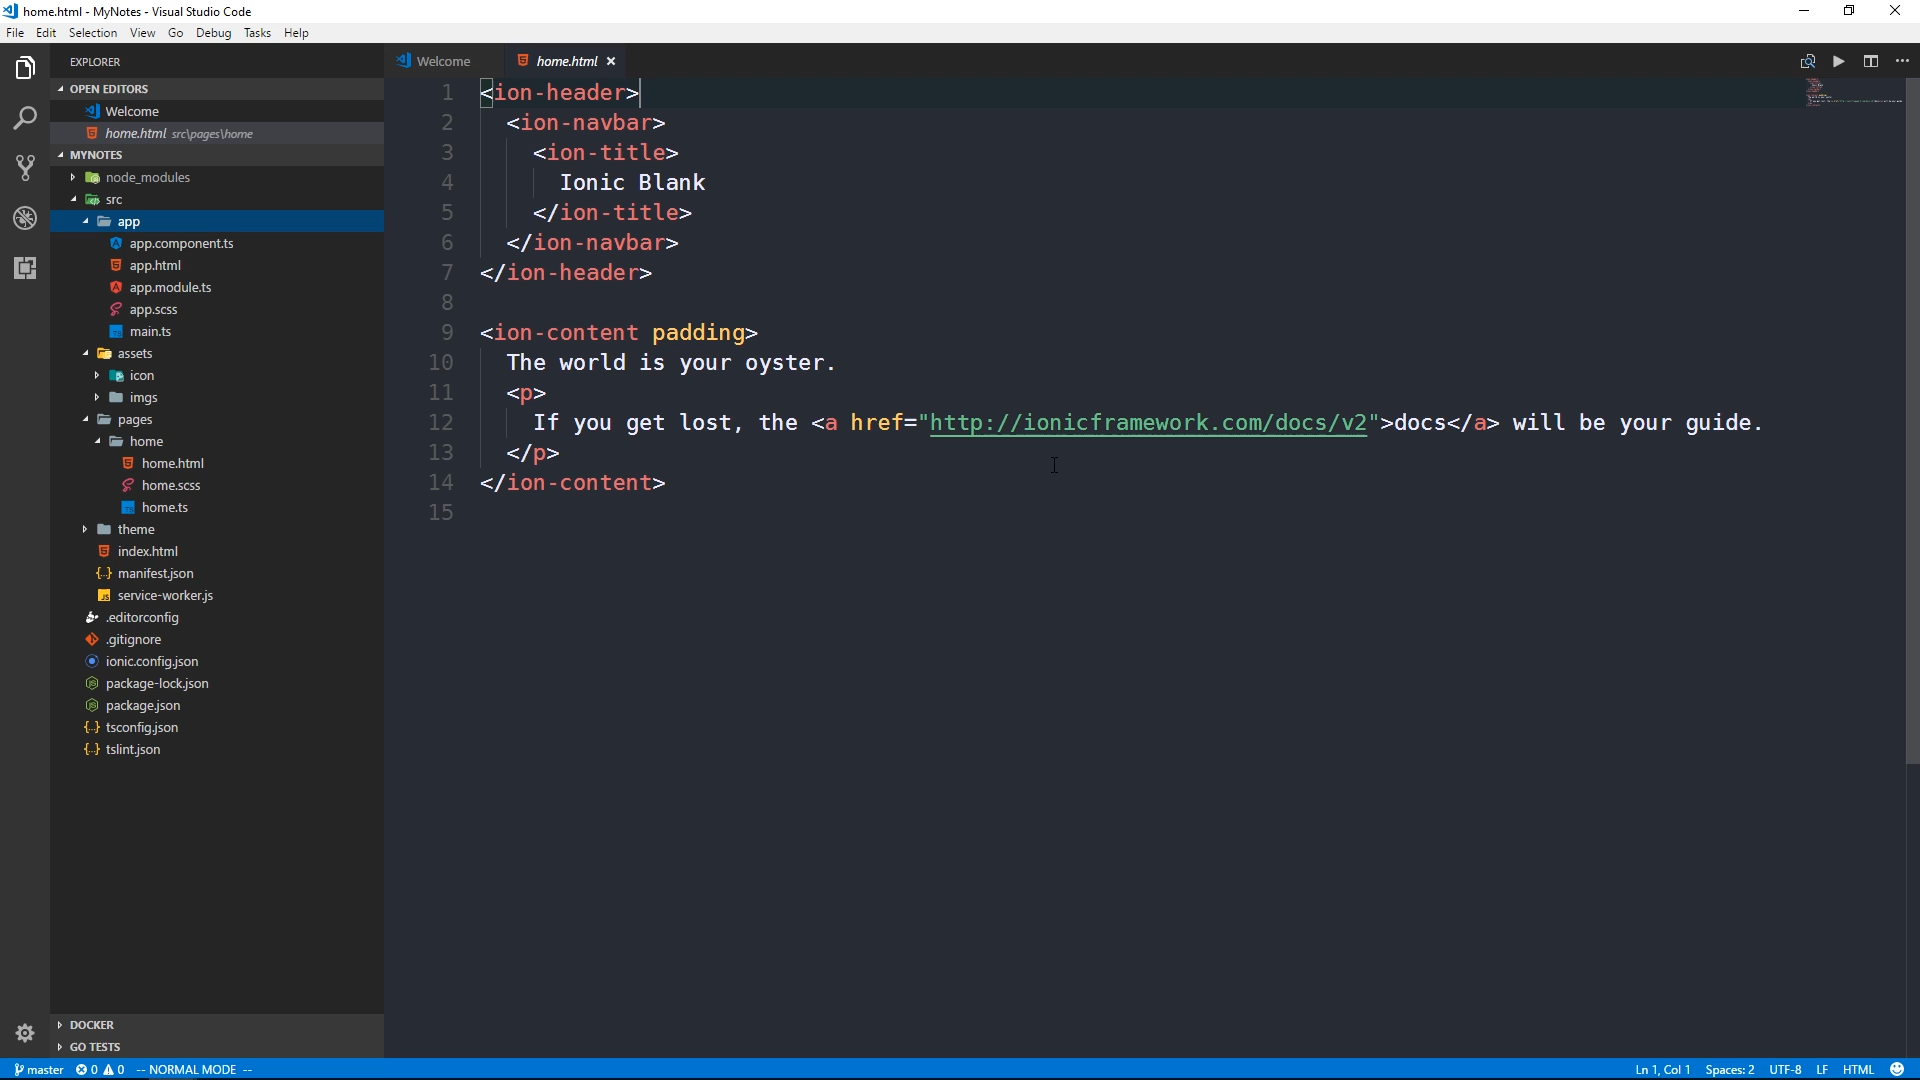 home.html - MyNotes - Visual Studio Code
File Edit Selection View Go Debug Tasks Help
EXPLORER
OPEN EDITORS
Welcome
home.html src\pages\home
MYNOTES
node_modules
src
app
app.component.ts
app.html
app.module.ts
app.scss
main.ts
assets
icon
imgs
pages
home
home.html
home.scss
home.ts
theme
index.html
manifest.json
service-worker.js
.editorconfig
.gitignore
ionic.config.json
package-lock.json
package.json
tsconfig.json
tslint.json
DOCKER
GO TESTS
Welcome home.html
1 <ion-header>
2 <ion-navbar>
3 <ion-title>
4 Ionic Blank
5 </ion-title>
6 </ion-navbar>
7 </ion-header>
8
9 <ion-content padding>
10 The world is your oyster.
11 <p>
12 If you get lost, the <a href="http://ionicframework.com/docs/v2">docs</a> will be your guide.
13 </p>
14 </ion-content>
15
master 0 0 -- NORMAL MODE -- Ln 1, Col 1 Spaces: 2 UTF-8 LF HTML